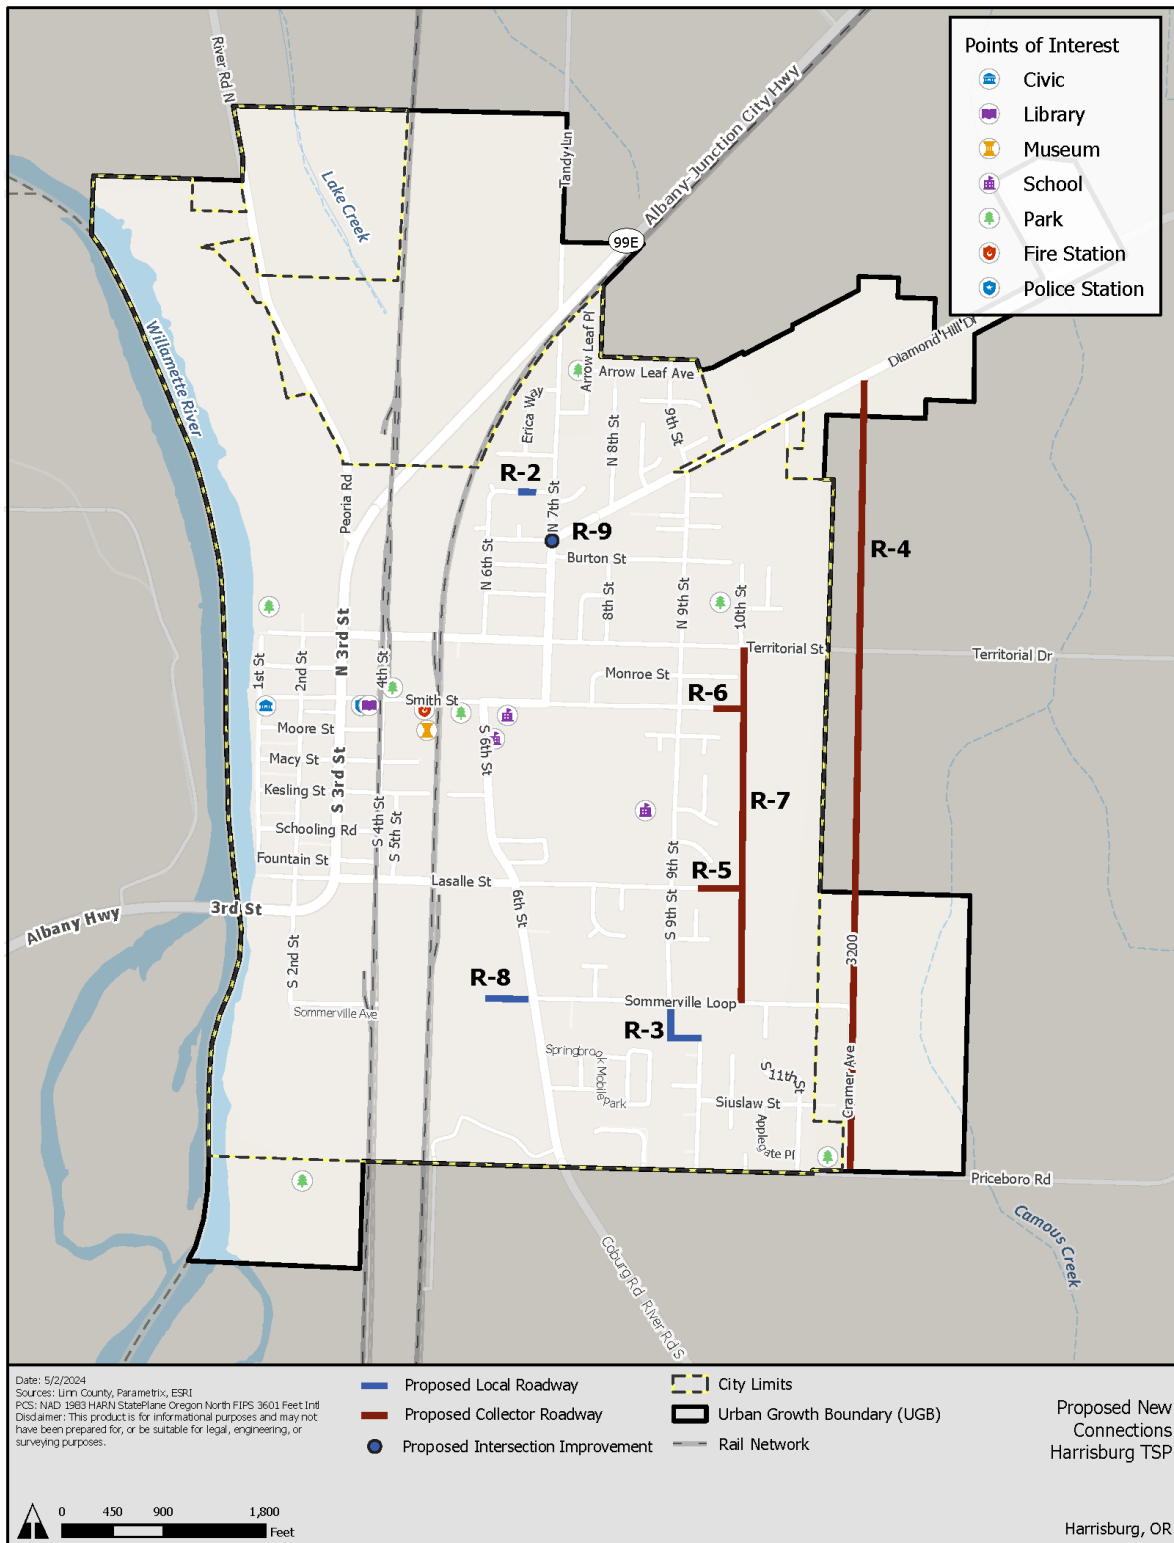 Points of Interest
Civic
Library
Museum
School
Park
Fire Station
Police Station
River Rd N
Lake Creek
Tandy Ln
Albany-Junction City Hwy
99E
Willamette River
Diamond Hill Dr
Arrow Leaf Pl
Arrow Leaf Ave
Erica Way
N 8th St
9th St
R-2
Peoria Rd
N 7th St
R-9
R-4
Burton St
N 6th St
8th St
N 9th St
10th St
N 3rd St
1st St
2nd St
4th St
Territorial St
Territorial Dr
Monroe St
R-6
Smith St
Moore St
S 6th St
Macy St
S 3rd St
Kesling St
R-7
Schooling Rd
S 4th St
S 5th St
Fountain St
9th St
R-5
Lasalle St
6th St
3rd St
Albany Hwy
S 9th St
S 2nd St
3200
R-8
Sommerville Loop
Sommerville Ave
R-3
Springbrook Mobile Park
S 11th St
Cramer Ave
Siuslaw St
Applegate Pl
Priceboro Rd
Camous Creek
Coburg Rd
River Rd S
Date: 5/2/2024
Sources: Linn County, Parametrix, ESRI
PCS: NAD 1983 HARN StatePlane Oregon North FIPS 3601 Feet Intl
Disclaimer: This product is for informational purposes and may not
have been prepared for, or be suitable for legal, engineering, or
surveying purposes.
Proposed Local Roadway
Proposed Collector Roadway
Proposed Intersection Improvement
City Limits
Urban Growth Boundary (UGB)
Rail Network
Proposed New
Connections
Harrisburg TSP
0 450 900 1,800
Feet
Harrisburg, OR